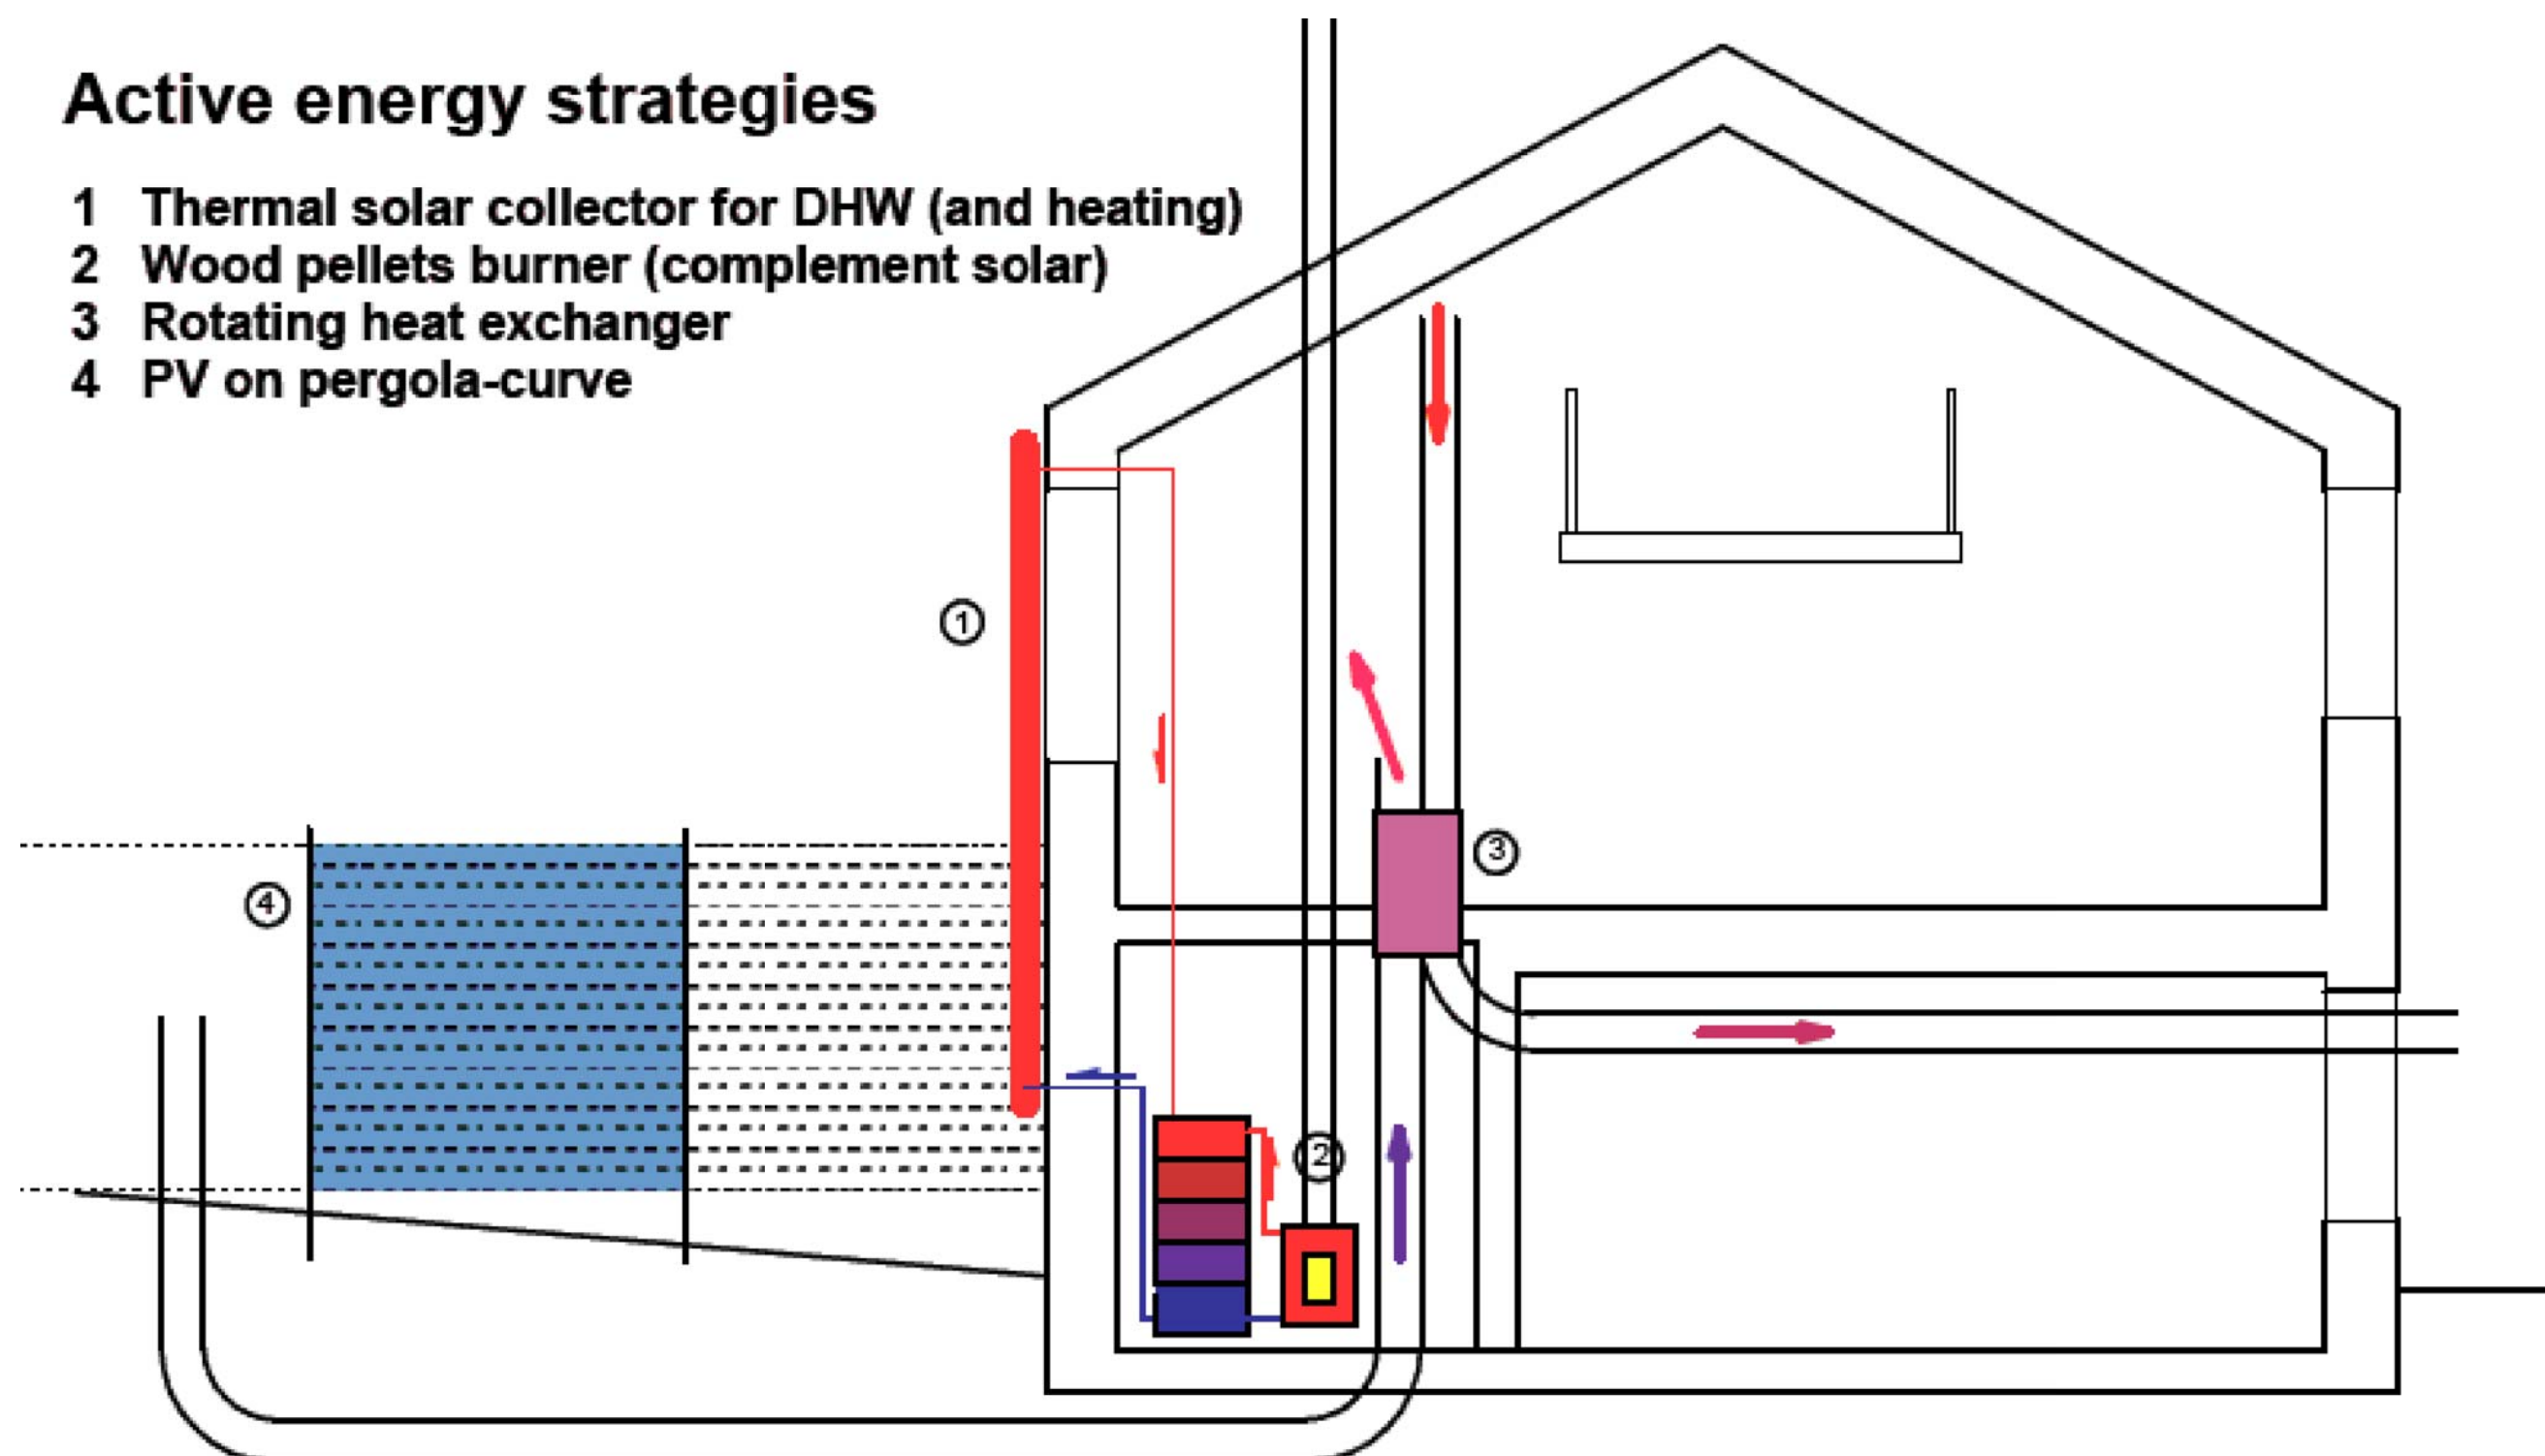 Active energy strategies
1 Thermal solar collector for DHW (and heating)
2 Wood pellets burner (complement solar)
3 Rotating heat exchanger
4 PV on pergola-curve
1
3
4
2